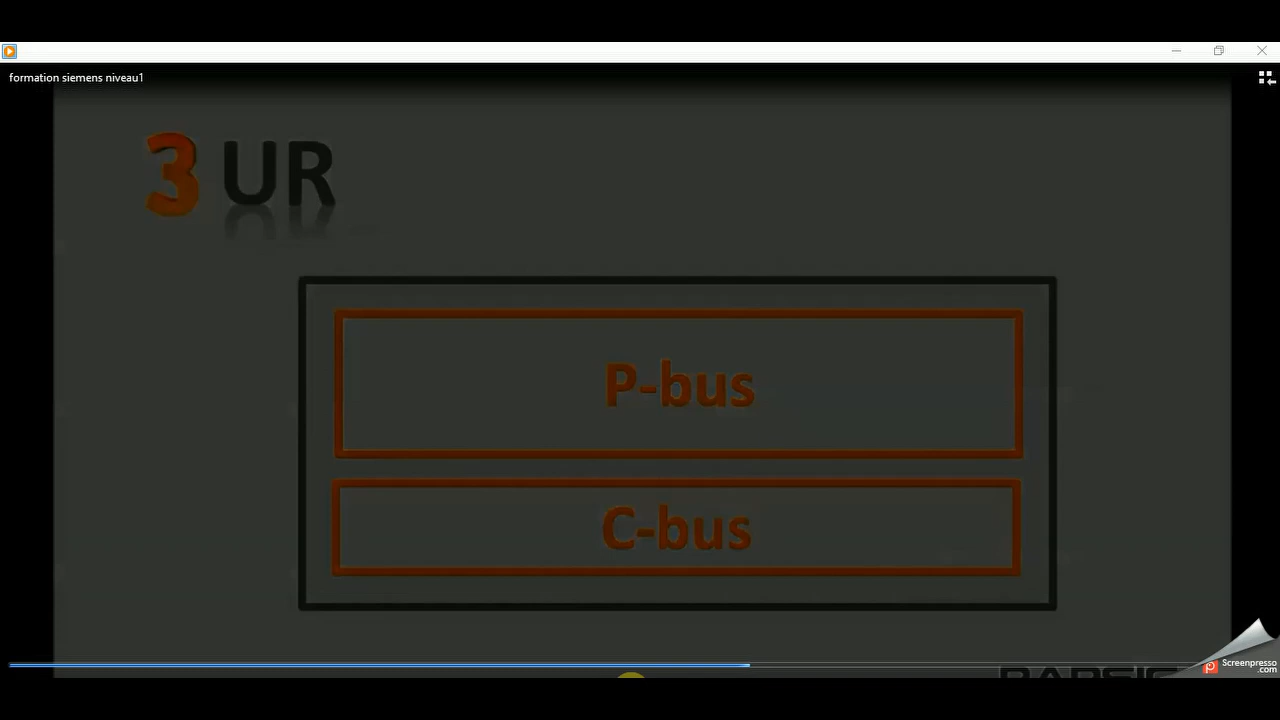 formation siemens niveau1
3 UR
P-bus
C-bus
Screenpresso
.com